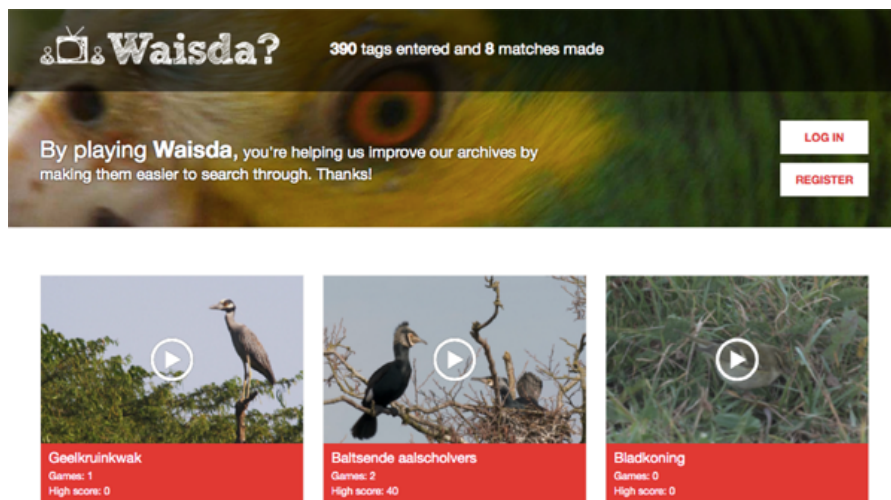 Waisda?
390 tags entered and 8 matches made
By playing Waisda, you're helping us improve our archives by
making them easier to search through. Thanks!
LOG IN
REGISTER
Geelkruinkwak
Games: 1
High score: 0
Baltsende aalscholvers
Games: 2
High score: 40
Bladkoning
Games: 0
High score: 0